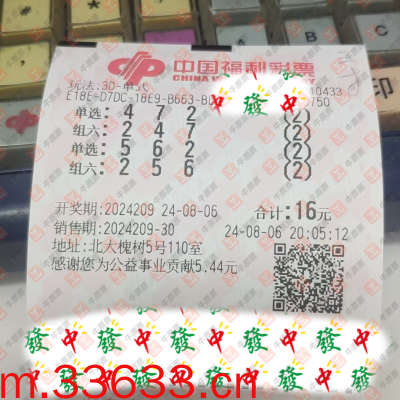 中国福利彩票
CHINA
玩法:3D-单式
E18E-D7DC-18E9-B663-B
10433
750
单选: 4 7 2 (2)
组六: 2 4 7 (2)
单选: 5 6 2 (2)
组六: 2 5 6 (2)
开奖期:2024209 24-08-06 合计:16元
销售期:2024209-30 24-08-06 20:05:12
地址:北大槐树5号110室
感谢您为公益事业贡献5.44元
發中發中發中發中
發中發中發中發中
m.33633.cn
印